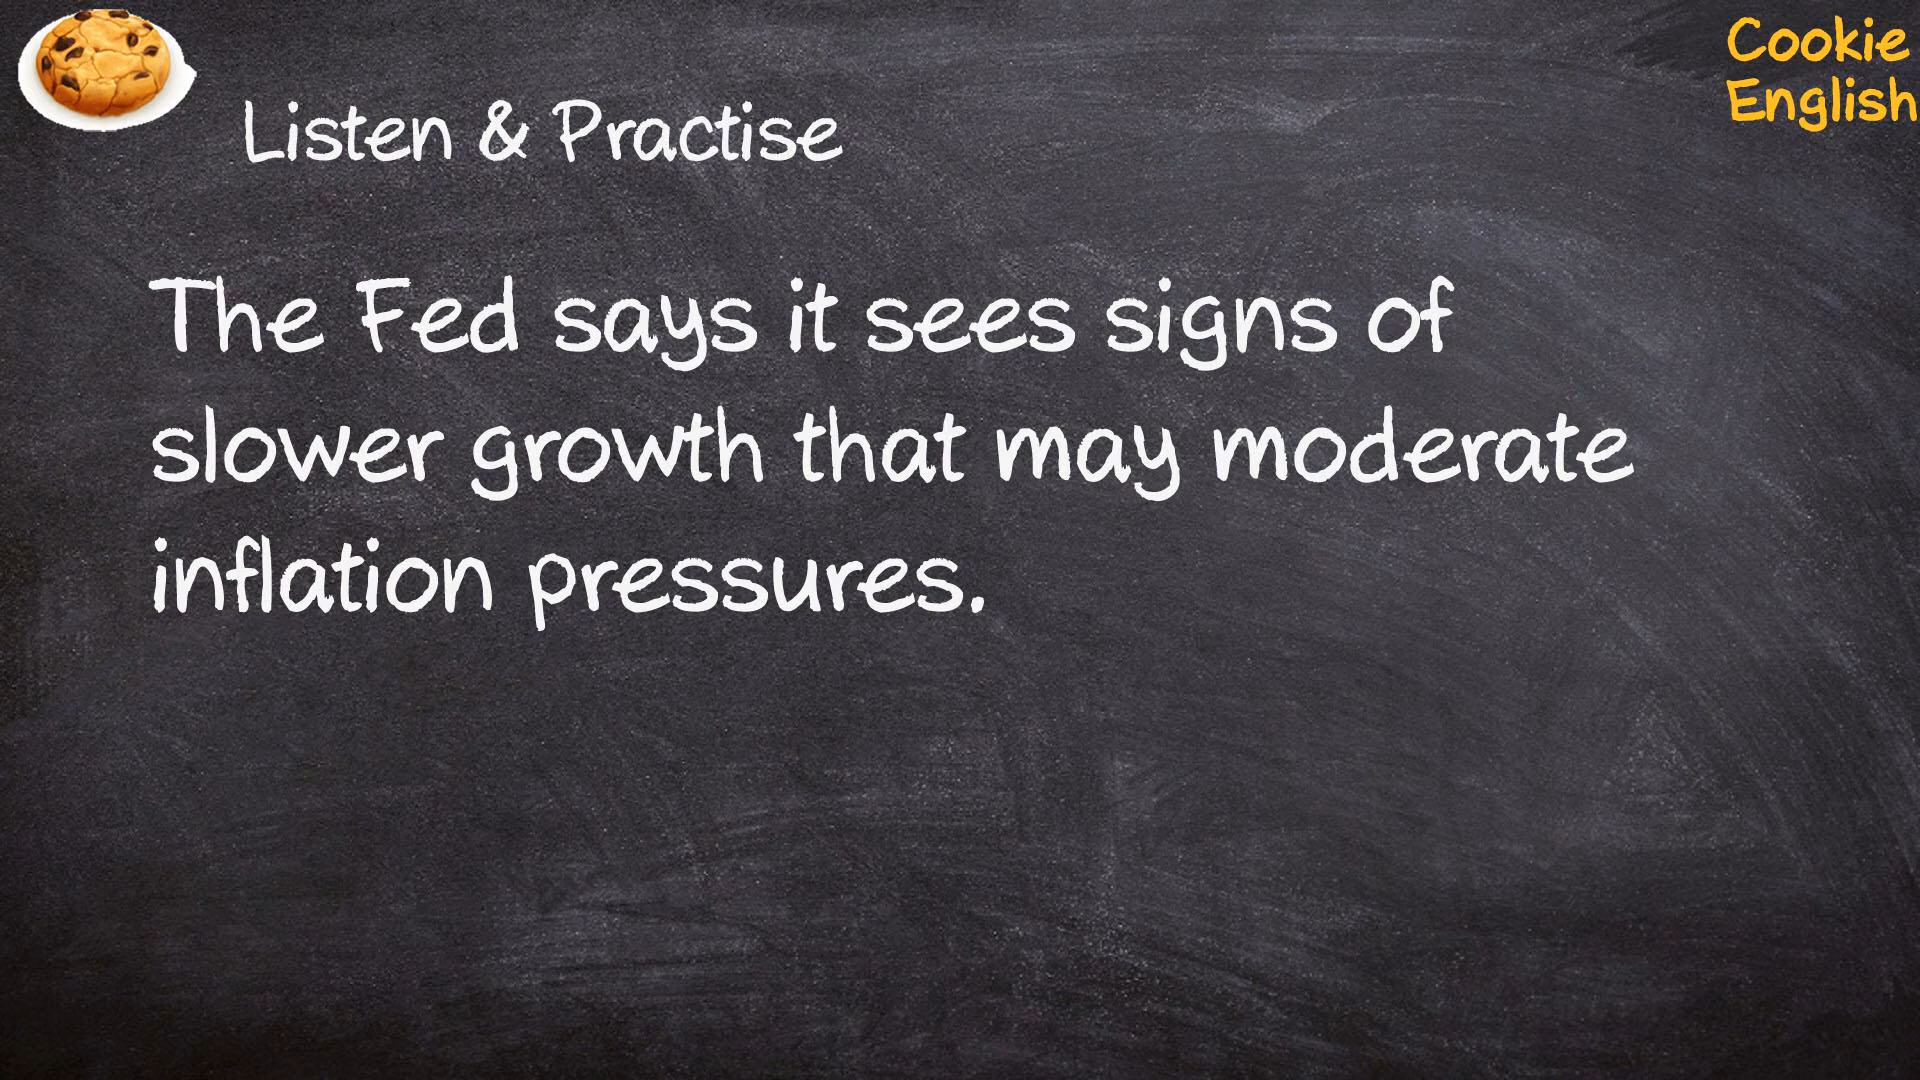 Cookie
English
Listen & Practise
The Fed says it sees signs of
slower growth that may moderate
inflation pressures.